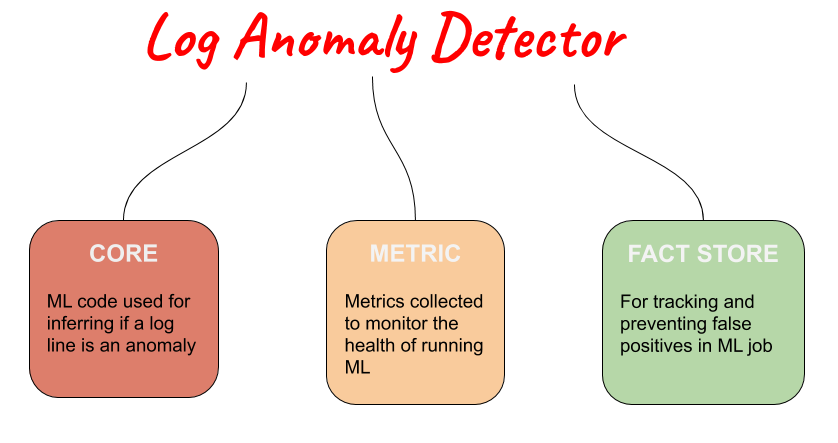 Log Anomaly Detector
CORE
ML code used for
inferring if a log
line is an anomaly
METRIC
Metrics collected
to monitor the
health of running
ML
FACT STORE
For tracking and
preventing false
positives in ML job